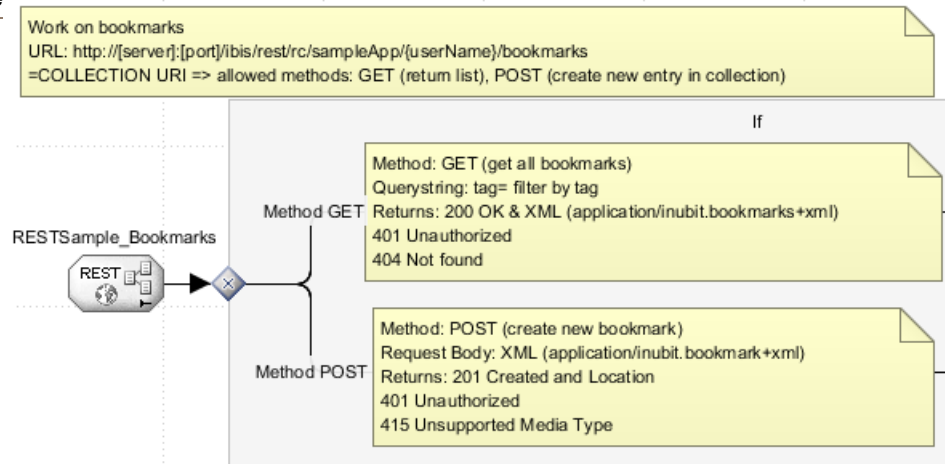 Work on bookmarks
URL: http://[server]:[port]/ibis/rest/rc/sampleApp/{userName}/bookmarks
=COLLECTION URI => allowed methods: GET (return list), POST (create new entry in collection)
If
Method: GET (get all bookmarks)
Querystring: tag= filter by tag
Method GET
Returns: 200 OK & XML (application/inubit.bookmarks+xml)
401 Unauthorized
404 Not found
RESTSample_Bookmarks
REST
Method: POST (create new bookmark)
Request Body: XML (application/inubit.bookmark+xml)
Method POST
Returns: 201 Created and Location
401 Unauthorized
415 Unsupported Media Type